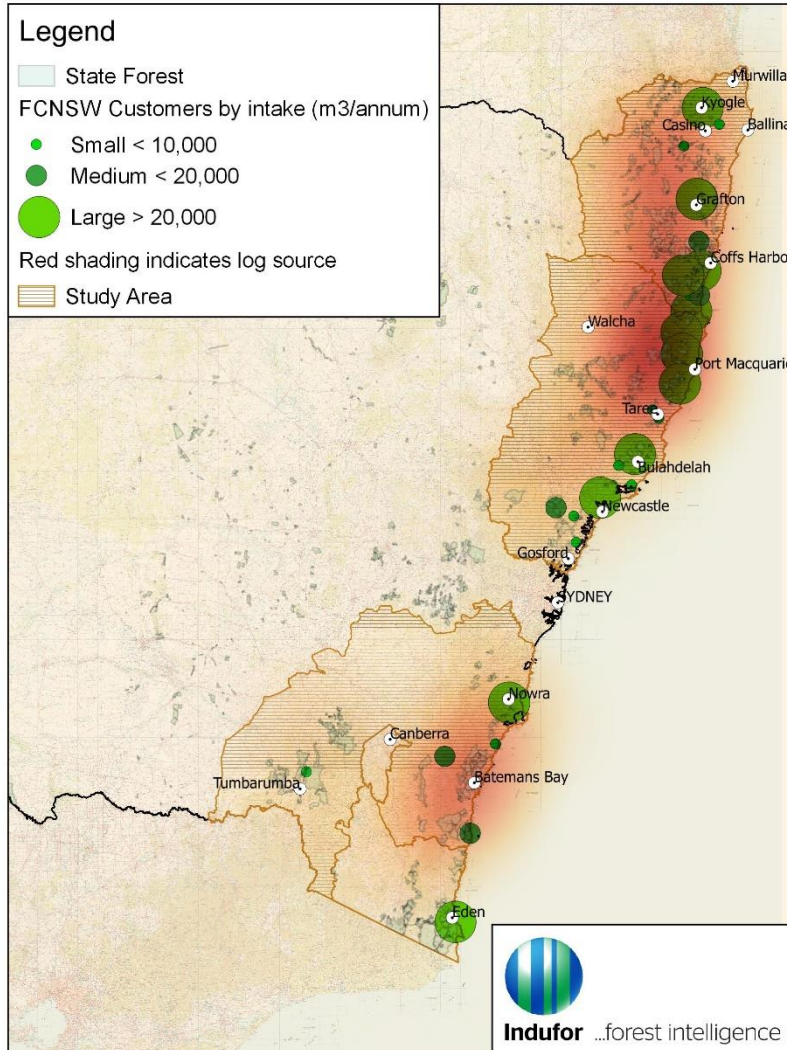 Legend
State Forest
FCNSW Customers by intake (m3/annum)
Small < 10,000
Medium < 20,000
Large > 20,000
Red shading indicates log source
Study Area
Murwilla
Kyogle
Casino
Ballina
Grafton
Coffs Harbo
Walcha
Port Macquarie
Taree
Bulahdelah
Newcastle
Gosford
SYDNEY
Nowra
Canberra
Tumbarumba
Batemans Bay
Eden
Indufor ...forest intelligence